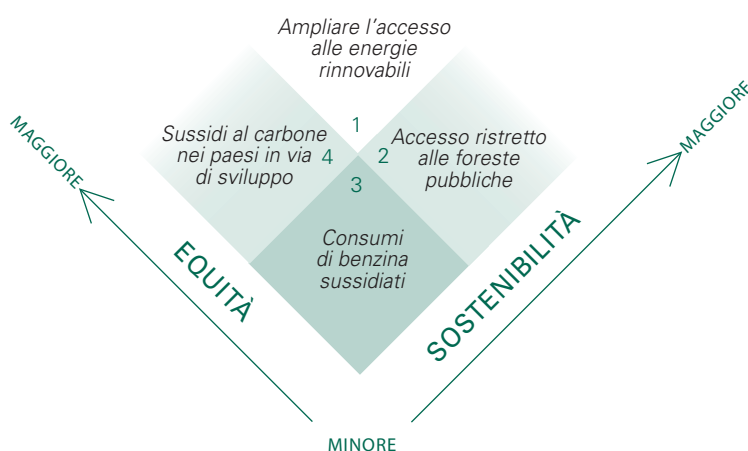 Ampliare l’accesso
alle energie
rinnovabili
MAGGIORE
MAGGIORE
1
Sussidi al carbone
nei paesi in via
di sviluppo
4
2
Accesso ristretto
alle foreste
pubbliche
3
Consumi
di benzina
sussidiati
EQUITÀ
SOSTENIBILITÀ
MINORE